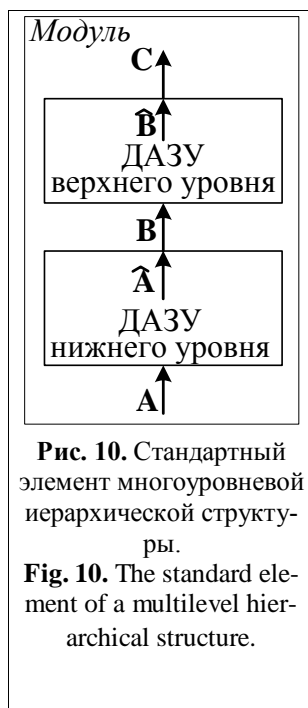 Модуль
C
B̂
ДАЗУ
верхнего уровня
B
Â
ДАЗУ
нижнего уровня
A
Рис. 10. Стандартный
элемент многоуровневой
иерархической структу-
ры.
Fig. 10. The standard ele-
ment of a multilevel hier-
archical structure.